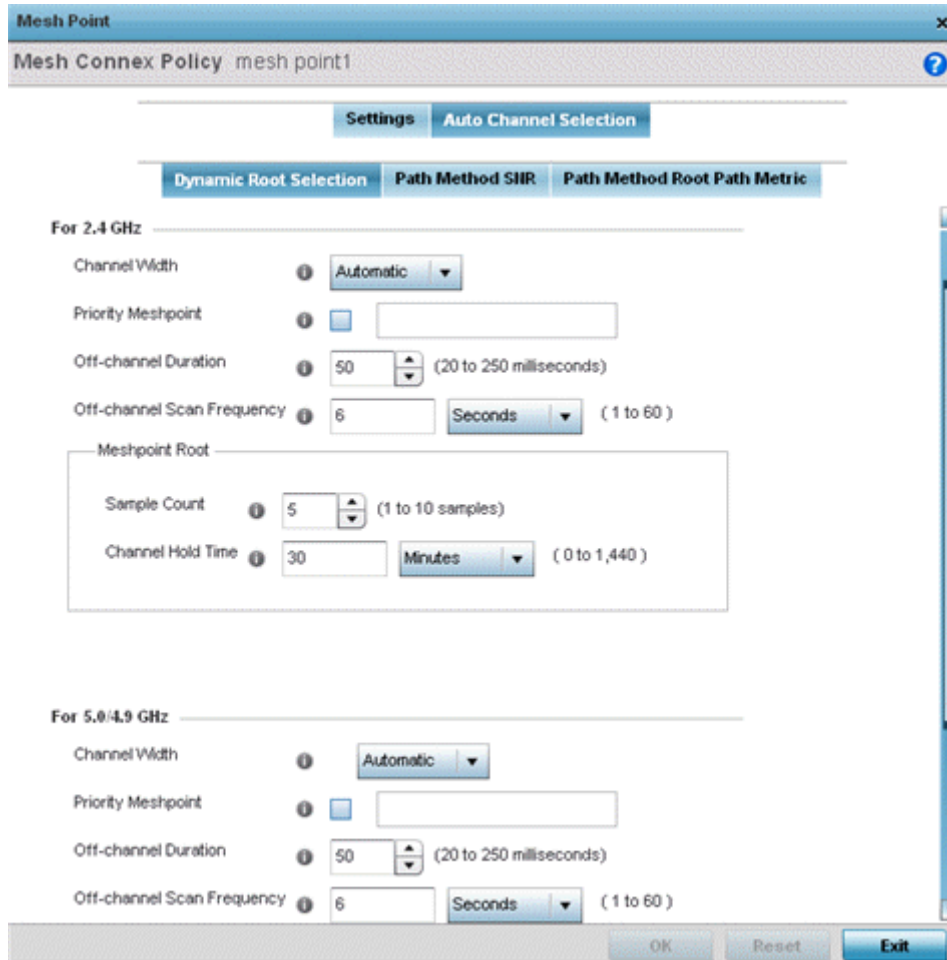 Mesh Point ×
Mesh Connex Policy mesh point1 ?
Settings Auto Channel Selection
Dynamic Root Selection Path Method SNR Path Method Root Path Metric
For 2.4 GHz
Channel Width Automatic
Priority Meshpoint
Off-channel Duration 50 (20 to 250 milliseconds)
Off-channel Scan Frequency 6 Seconds ( 1 to 60 )
Meshpoint Root
Sample Count 5 (1 to 10 samples)
Channel Hold Time 30 Minutes ( 0 to 1,440 )
For 5.0/4.9 GHz
Channel Width Automatic
Priority Meshpoint
Off-channel Duration 50 (20 to 250 milliseconds)
Off-channel Scan Frequency 6 Seconds ( 1 to 60 )
OK Reset Exit